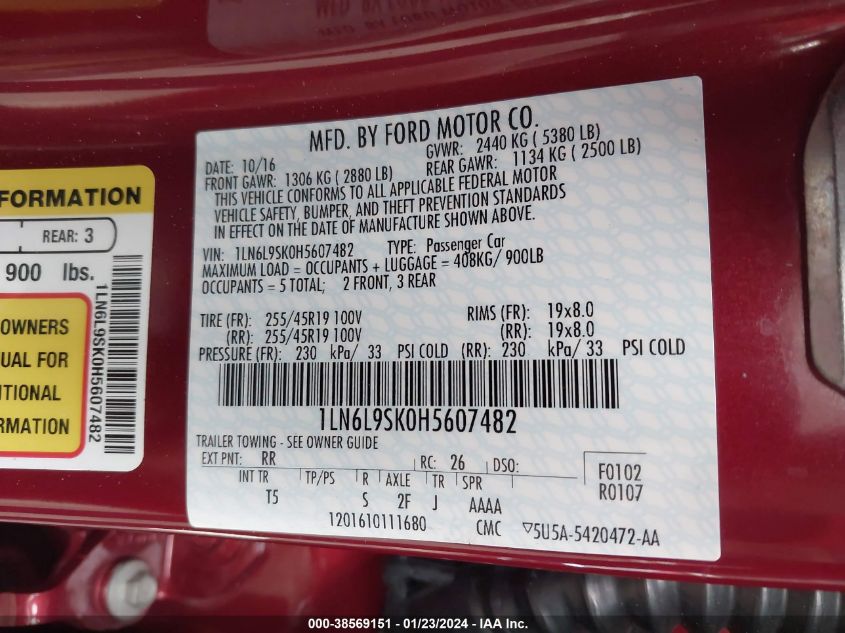 FORMATION
REAR: 3
900 lbs.
OWNERS
UAL FOR
ITIONAL
RMATION
1LN6L9SK0H5607482
MFD. BY FORD MOTOR CO.
DATE: 10/16 GVWR: 2440 KG ( 5380 LB)
FRONT GAWR: 1306 KG ( 2880 LB) REAR GAWR: 1134 KG ( 2500 LB)
THIS VEHICLE CONFORMS TO ALL APPLICABLE FEDERAL MOTOR
VEHICLE SAFETY, BUMPER, AND THEFT PREVENTION STANDARDS
IN EFFECT ON THE DATE OF MANUFACTURE SHOWN ABOVE.
VIN: 1LN6L9SK0H5607482 TYPE: Passenger Car
MAXIMUM LOAD = OCCUPANTS + LUGGAGE = 408KG/ 900LB
OCCUPANTS = 5 TOTAL; 2 FRONT, 3 REAR
TIRE (FR): 255/45R19 100V RIMS (FR): 19x8.0
(RR): 255/45R19 100V (RR): 19x8.0
PRESSURE (FR): 230 kPa/ 33 PSI COLD (RR): 230 kPa/ 33 PSI COLD
1LN6L9SK0H5607482
TRAILER TOWING - SEE OWNER GUIDE
EXT PNT: RR RC: 26 DSO: F0102
R0107
INT TR TP/PS R AXLE TR SPR
T5 S 2F J AAAA
1201610111680 CMC ▽5U5A-5420472-AA
000-38569151 - 01/23/2024 - IAA Inc.